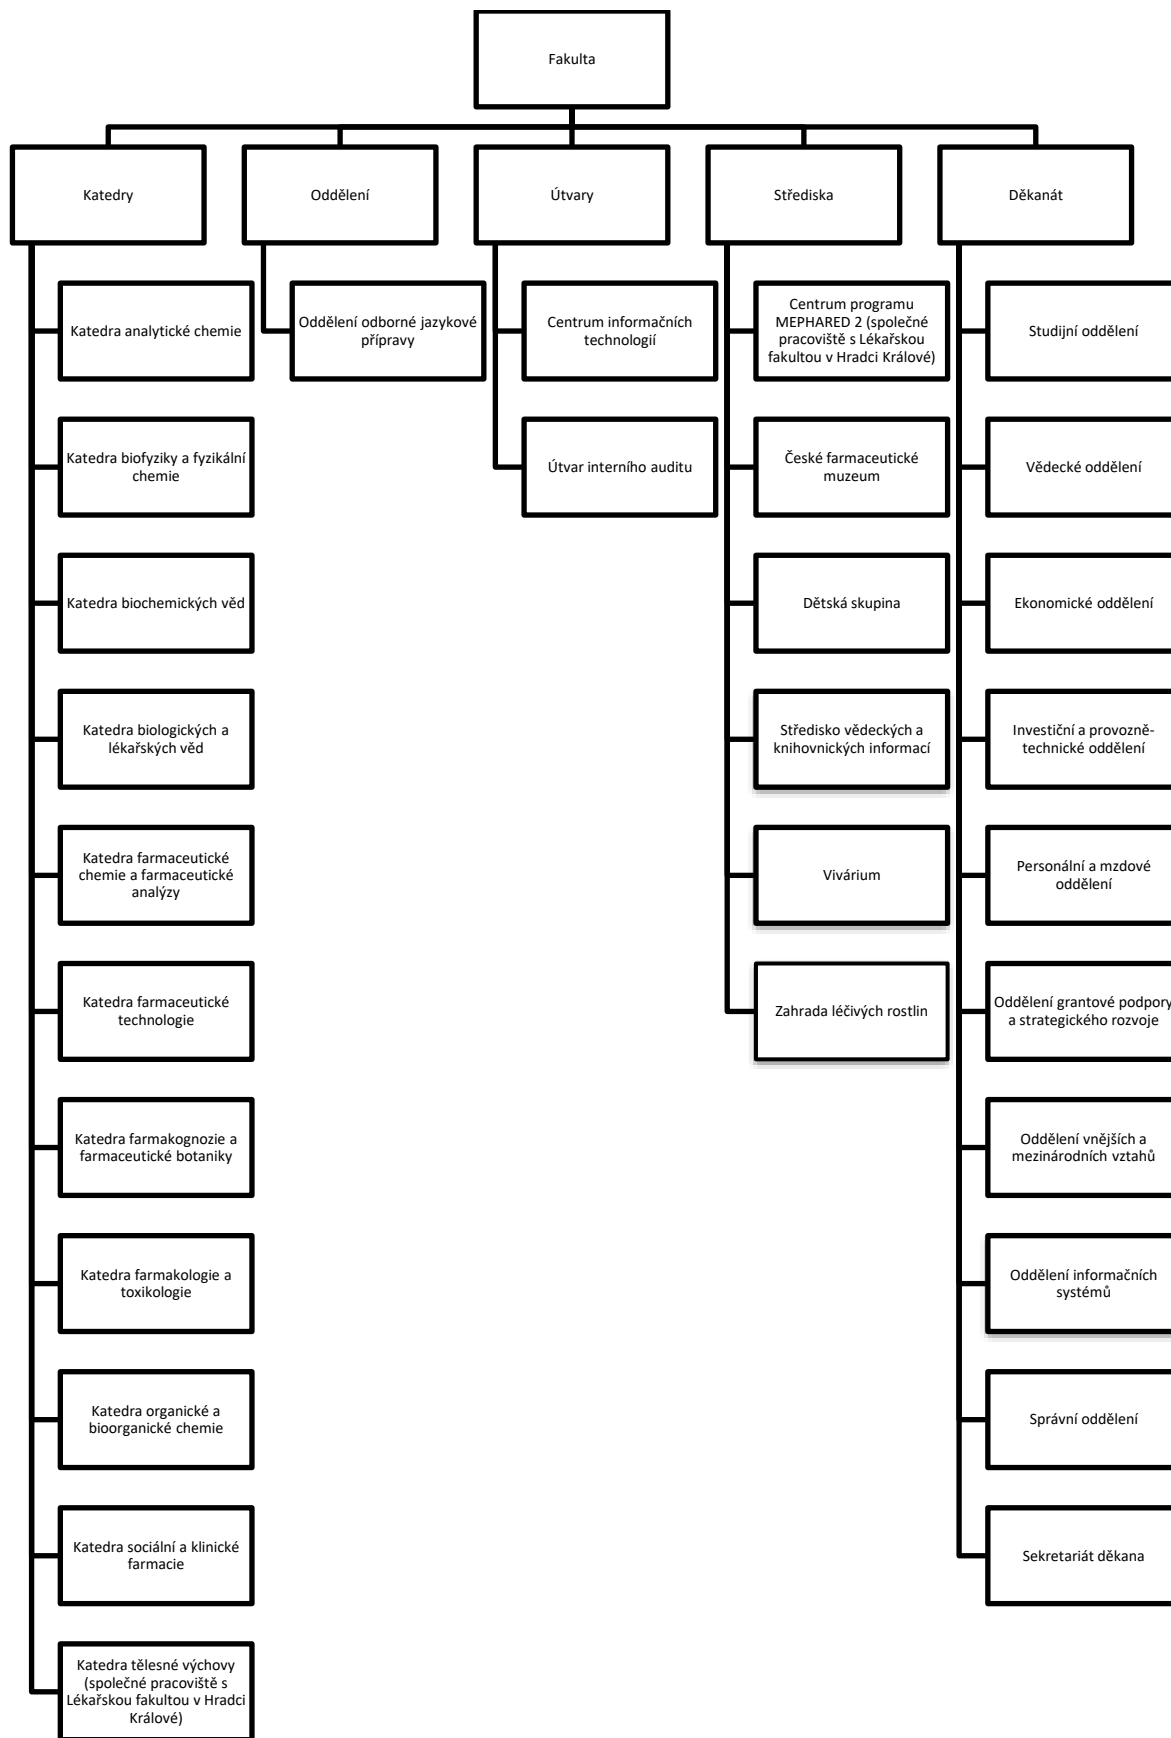 Fakulta
Katedry
Oddělení
Útvary
Střediska
Děkanát
Katedra analytické chemie
Katedra biofyziky a fyzikální
chemie
Katedra biochemických věd
Katedra biologických a
lékařských věd
Katedra farmaceutické
chemie a farmaceutické
analýzy
Katedra farmaceutické
technologie
Katedra farmakognozie a
farmaceutické botaniky
Katedra farmakologie a
toxikologie
Katedra organické a
bioorganické chemie
Katedra sociální a klinické
farmacie
Katedra tělesné výchovy
(společné pracoviště s
Lékařskou fakultou v Hradci
Králové)
Oddělení odborné jazykové
přípravy
Centrum informačních
technologií
Útvar interního auditu
Centrum programu
MEPHARED 2 (společné
pracoviště s Lékařskou
fakultou v Hradci Králové)
České farmaceutické
muzeum
Dětská skupina
Středisko vědeckých a
knihovnických informací
Vivárium
Zahrada léčivých rostlin
Studijní oddělení
Vědecké oddělení
Ekonomické oddělení
Investiční a provozně-
technické oddělení
Personální a mzdové
oddělení
Oddělení grantové podpory
a strategického rozvoje
Oddělení vnějších a
mezinárodních vztahů
Oddělení informačních
systémů
Správní oddělení
Sekretariát děkana